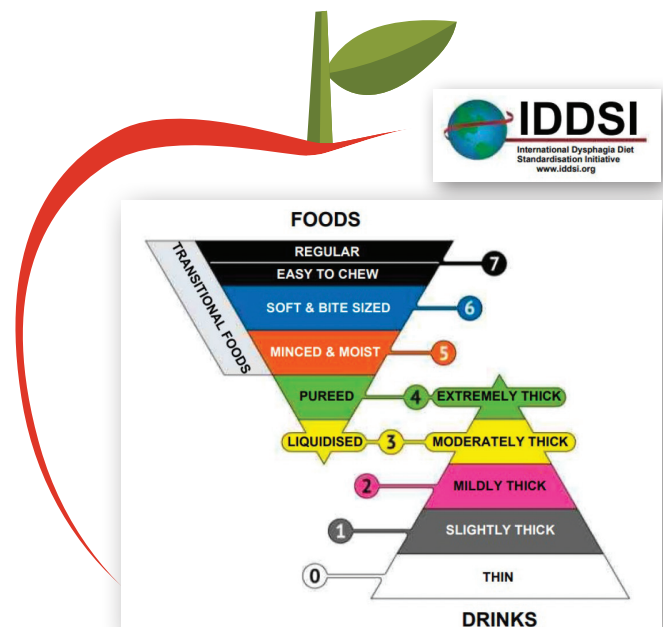 IDDSI
International Dysphagia Diet
Standardisation Initiative
www.iddsi.org
FOODS
TRANSITIONAL FOODS
REGULAR
EASY TO CHEW
7
SOFT & BITE SIZED
6
MINCED & MOIST
5
PUREED
4
EXTREMELY THICK
LIQUIDISED
3
MODERATELY THICK
2
MILDLY THICK
1
SLIGHTLY THICK
0
THIN
DRINKS